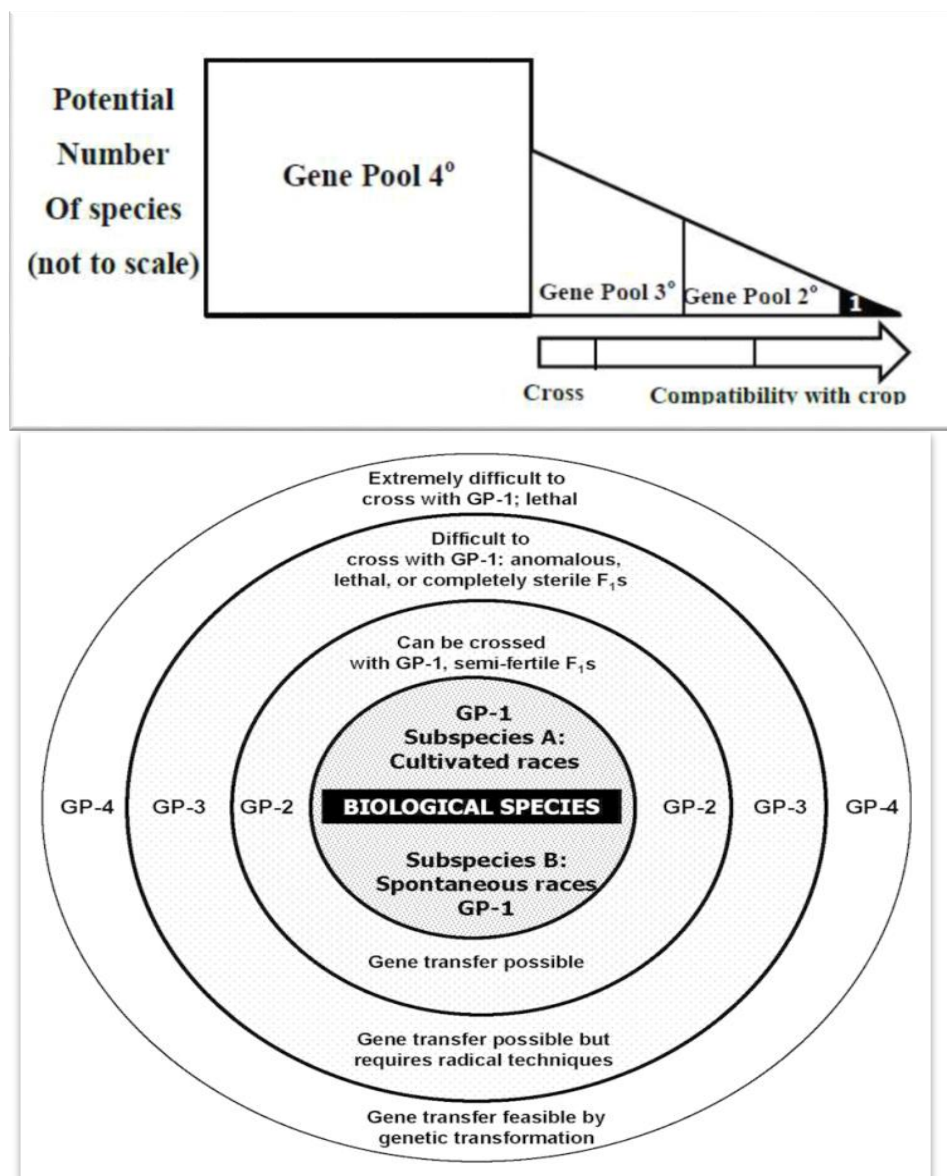 Potential
Number
Of species
(not to scale)
Gene Pool 4°
Gene Pool 3°
Gene Pool 2°
1
Cross
Compatibility with crop
Extremely difficult to
cross with GP-1; lethal
Difficult to
cross with GP-1: anomalous,
lethal, or completely sterile F₁s
Can be crossed
with GP-1, semi-fertile F₁s
GP-1
Subspecies A:
Cultivated races
GP-4 GP-3 GP-2 BIOLOGICAL SPECIES GP-2 GP-3 GP-4
Subspecies B:
Spontaneous races
GP-1
Gene transfer possible
Gene transfer possible but
requires radical techniques
Gene transfer feasible by
genetic transformation